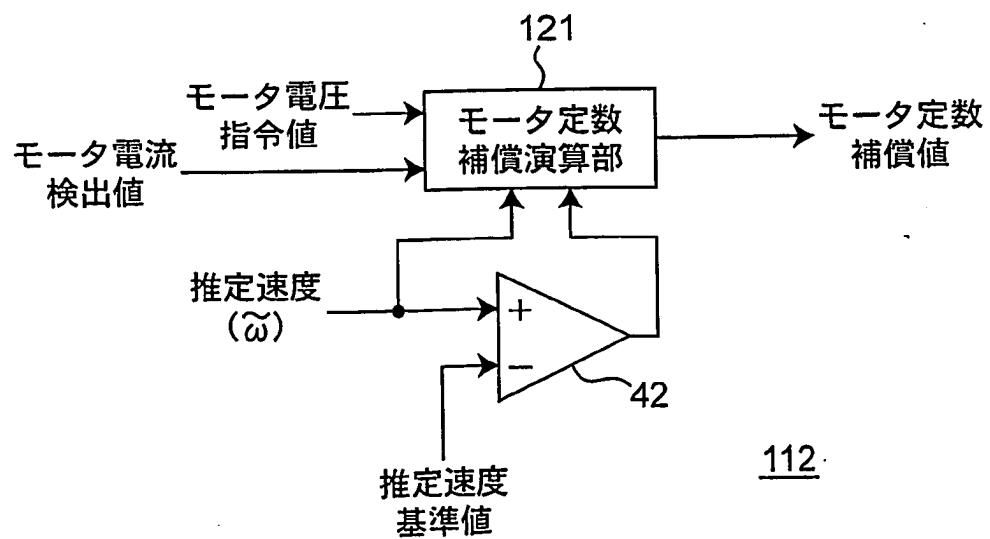 121
モータ電圧
指令値
モータ電流
検出値
モータ定数
補償演算部
モータ定数
補償値
推定速度
(ω̃)
+
−
42
推定速度
基準値
112